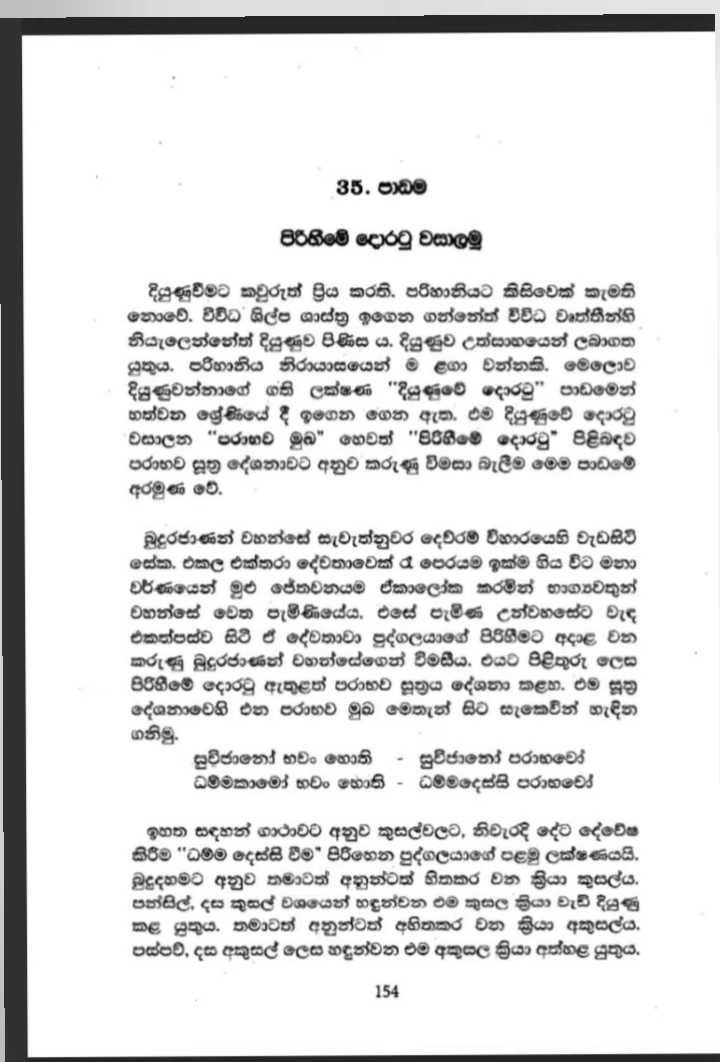 35. පාඩම
පිරිහීමේ දොරටු වසාලමු
දියුණුවීමට කවුරුත් ප්‍රිය කරති. පරිහානියට කිසිවෙක් කැමති
නොවේ. විවිධ ශිල්ප ශාස්ත්‍ර ඉගෙන ගන්නේත් විවිධ වෘත්තීන්හි
නියැලෙන්නේත් දියුණුව පිණිස ය. දියුණුව උත්සාහයෙන් ලබාගත
යුතුය. පරිහානිය නිරායාසයෙන් ම ළඟා වන්නකි. මෙලොව
දියුණුවන්නාගේ ගති ලක්ෂණ "දියුණුවේ දොරටු" පාඩමෙන්
හත්වන ශ්‍රේණියේ දී ඉගෙන ගෙන ඇත. එම දියුණුවේ දොරටු
වසාලන "පරාභව මුඛ" හෙවත් "පිරිහීමේ දොරටු" පිළිබඳව
පරාභව සූත්‍ර දේශනාවට අනුව කරුණු විමසා බැලීම මෙම පාඩමේ
අරමුණ වේ.
බුදුරජාණන් වහන්සේ සැවැත්නුවර දෙව්රම් විහාරයෙහි වැඩසිටි
සේක. එකල එක්තරා දේවතාවෙක් රෑ පෙරයම ඉක්ම ගිය විට මනා
වර්ණයෙන් මුළු ජේතවනයම ඒකාලෝක කරමින් භාග්‍යවතුන්
වහන්සේ වෙත පැමිණියේය. එසේ පැමිණ උන්වහසේට වැඳ
එකත්පස්ව සිටි ඒ දේවතාවා පුද්ගලයාගේ පිරිහීමට අදාළ වන
කරුණු බුදුරජාණන් වහන්සේගෙන් විමසීය. එයට පිළිතුරු ලෙස
පිරිහීමේ දොරටු ඇතුළත් පරාභව සූත්‍රය දේශනා කළහ. එම සූත්‍ර
දේශනාවෙහි එන පරාභව මුඛ මෙතැන් සිට සැකෙවින් හැඳින
ගනිමු.
සුවිජානෝ භවං හොති - සුවිජානෝ පරාභවෝ
ධම්මකාමෝ භවං හොති - ධම්මදෙස්සි පරාභවෝ
ඉහත සඳහන් ගාථාවට අනුව කුසල්වලට, නිවැරදි දේට ද්වේෂ
කිරීම "ධම්ම දෙස්සි වීම" පිරිහෙන පුද්ගලයාගේ පළමු ලක්ෂණයයි.
බුදුදහමට අනුව තමාටත් අනුන්ටත් හිතකර වන ක්‍රියා කුසල්ය.
පන්සිල්, දස කුසල් වශයෙන් හඳුන්වන එම කුසල ක්‍රියා වැඩි දියුණු
කළ යුතුය. තමාටත් අනුන්ටත් අහිතකර වන ක්‍රියා අකුසල්ය.
පස්පව්, දස අකුසල් ලෙස හඳුන්වන එම අකුසල ක්‍රියා අත්හළ යුතුය.
154